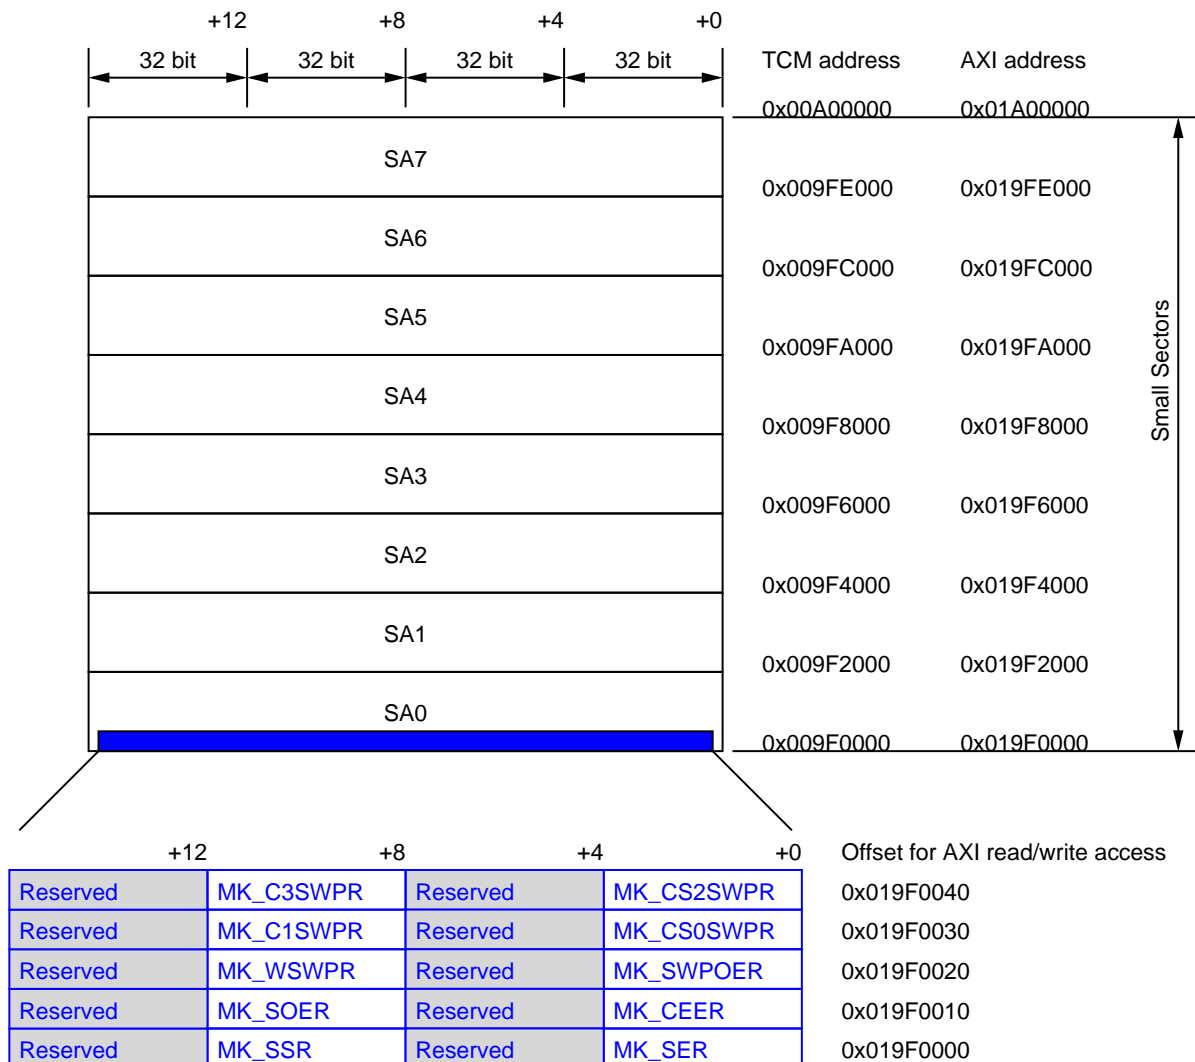 +12 +8 +4 +0
32 bit 32 bit 32 bit 32 bit TCM address AXI address
0x00A00000 0x01A00000
SA7
0x009FE000 0x019FE000
SA6
0x009FC000 0x019FC000
SA5
0x009FA000 0x019FA000
SA4
0x009F8000 0x019F8000
SA3
0x009F6000 0x019F6000
SA2
0x009F4000 0x019F4000
SA1
0x009F2000 0x019F2000
SA0
0x009F0000 0x019F0000
Small Sectors
+12 +8 +4 +0 Offset for AXI read/write access
Reserved MK_C3SWPR Reserved MK_CS2SWPR 0x019F0040
Reserved MK_C1SWPR Reserved MK_CS0SWPR 0x019F0030
Reserved MK_WSWPR Reserved MK_SWPOER 0x019F0020
Reserved MK_SOER Reserved MK_CEER 0x019F0010
Reserved MK_SSR Reserved MK_SER 0x019F0000